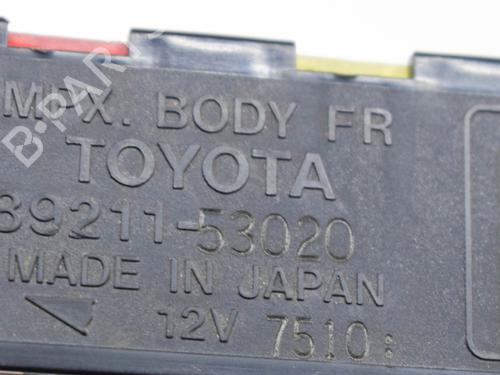 MPX. BODY FR
TOYOTA
89211-53020
MADE IN JAPAN
12V 7510: